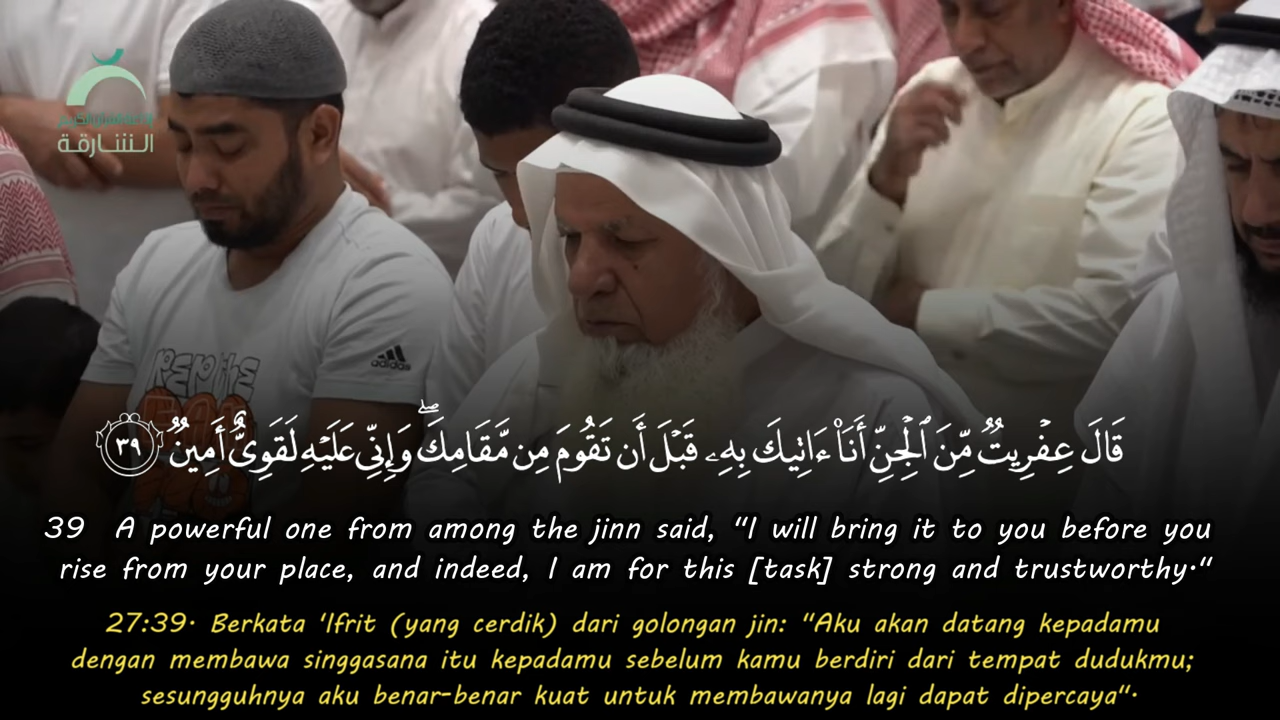 الشارقة
adidas
قَالَ عِفْرِيتٌ مِّنَ ٱلْجِنِّ أَنَا۠ ءَاتِيكَ بِهِۦ قَبْلَ أَن تَقُومَ مِن مَّقَامِكَ ۖ وَإِنِّى عَلَيْهِ لَقَوِىٌّ أَمِينٌ ٣٩
39 A powerful one from among the jinn said, "I will bring it to you before you
rise from your place, and indeed, I am for this [task] strong and trustworthy."
27:39. Berkata 'Ifrit (yang cerdik) dari golongan jin: "Aku akan datang kepadamu
dengan membawa singgasana itu kepadamu sebelum kamu berdiri dari tempat dudukmu;
sesungguhnya aku benar-benar kuat untuk membawanya lagi dapat dipercaya".